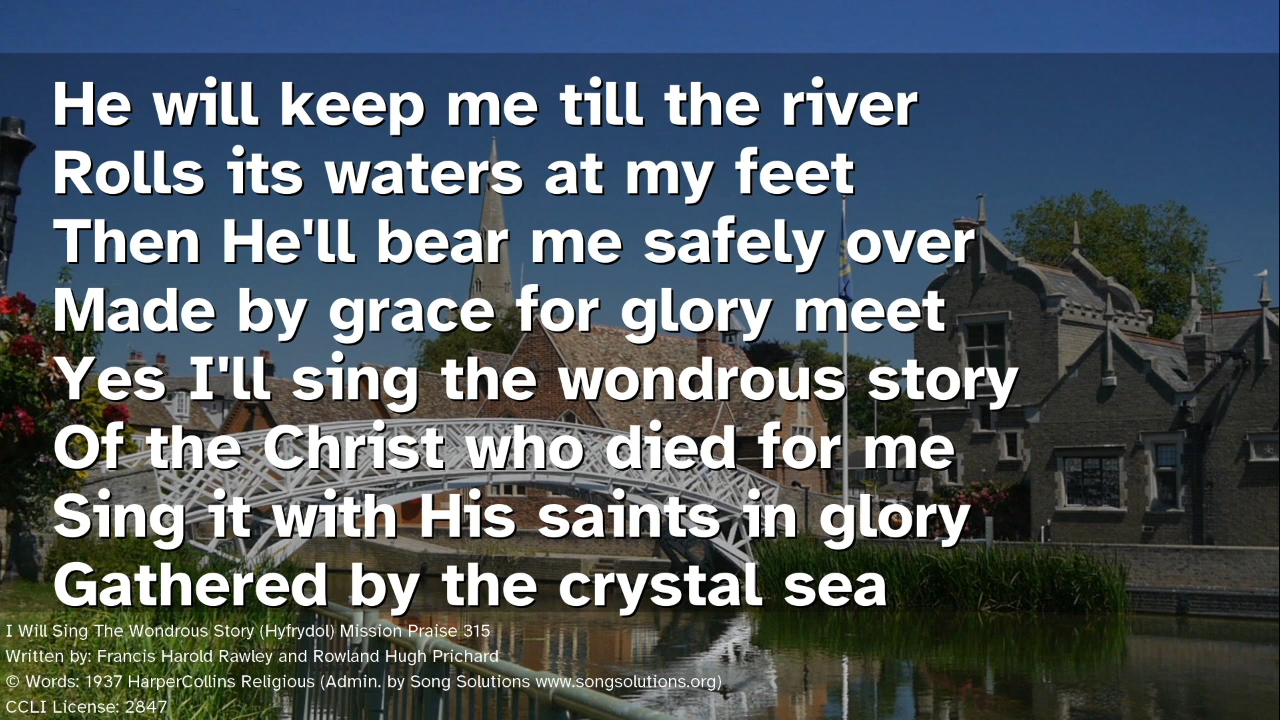 He will keep me till the river
Rolls its waters at my feet
Then He'll bear me safely over
Made by grace for glory meet
Yes I'll sing the wondrous story
Of the Christ who died for me
Sing it with His saints in glory
Gathered by the crystal sea
I Will Sing The Wondrous Story (Hyfrydol) Mission Praise 315
Written by: Francis Harold Rawley and Rowland Hugh Prichard
© Words: 1937 HarperCollins Religious (Admin. by Song Solutions www.songsolutions.org)
CCLI License: 2847